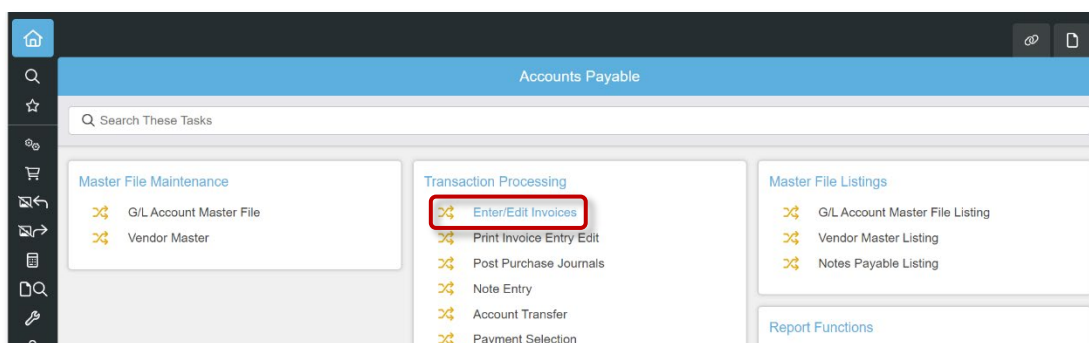 Accounts Payable
Search These Tasks
Master File Maintenance
G/L Account Master File
Vendor Master
Transaction Processing
Enter/Edit Invoices
Print Invoice Entry Edit
Post Purchase Journals
Note Entry
Account Transfer
Payment Selection
Master File Listings
G/L Account Master File Listing
Vendor Master Listing
Notes Payable Listing
Report Functions